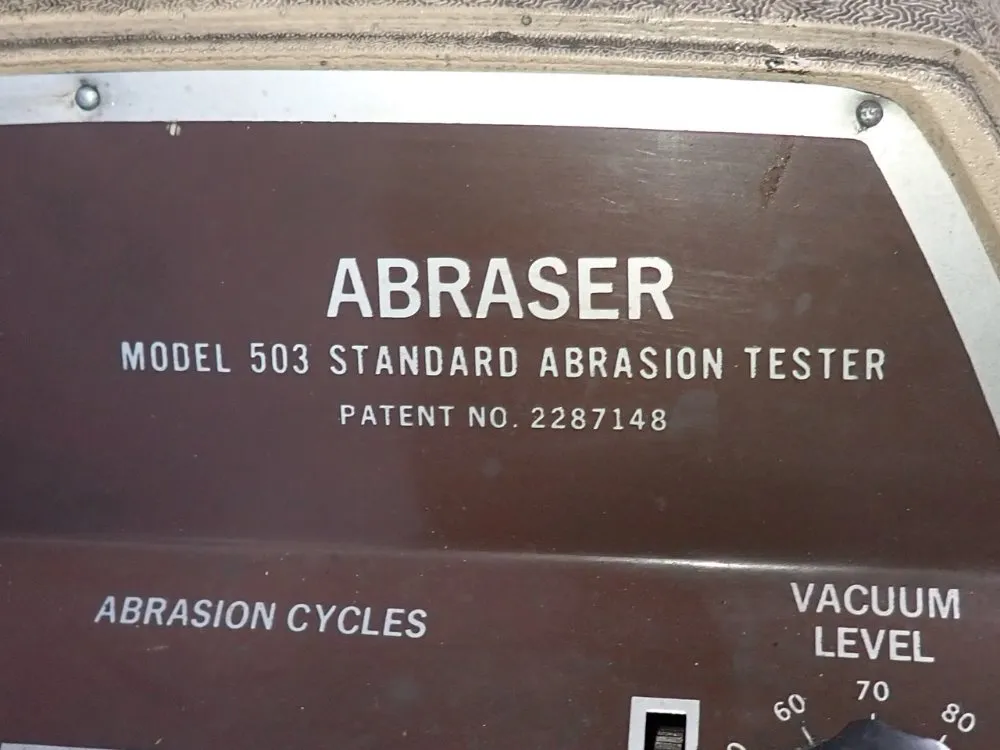 ABRASER
MODEL 503 STANDARD ABRASION TESTER
PATENT NO. 2287148
ABRASION CYCLES
VACUUM
LEVEL
60 70 80